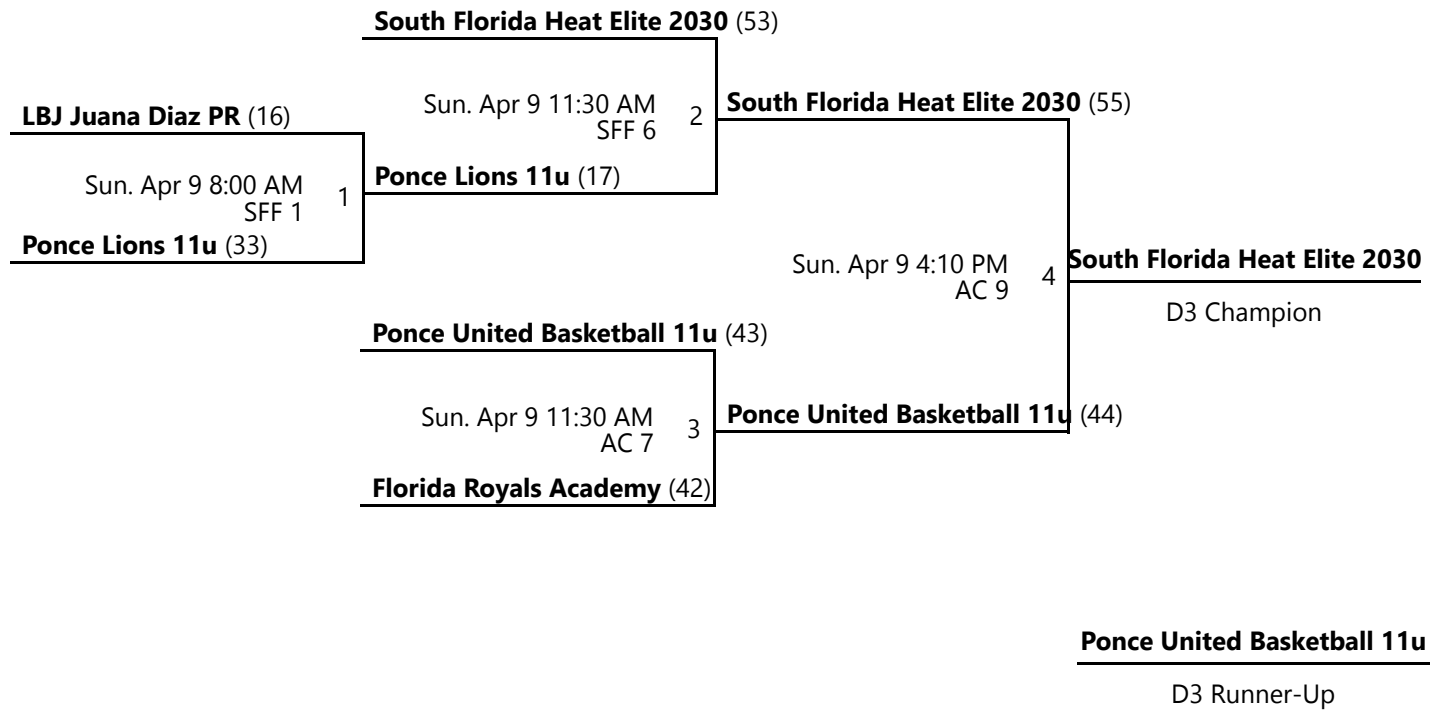 South Florida Heat Elite 2030 (53)
LBJ Juana Diaz PR (16)
Sun. Apr 9 11:30 AM
SFF 6
2
South Florida Heat Elite 2030 (55)
Sun. Apr 9 8:00 AM
SFF 1
1
Ponce Lions 11u (17)
Ponce Lions 11u (33)
Sun. Apr 9 4:10 PM
AC 9
4
South Florida Heat Elite 2030
D3 Champion
Ponce United Basketball 11u (43)
Sun. Apr 9 11:30 AM
AC 7
3
Ponce United Basketball 11u (44)
Florida Royals Academy (42)
Ponce United Basketball 11u
D3 Runner-Up